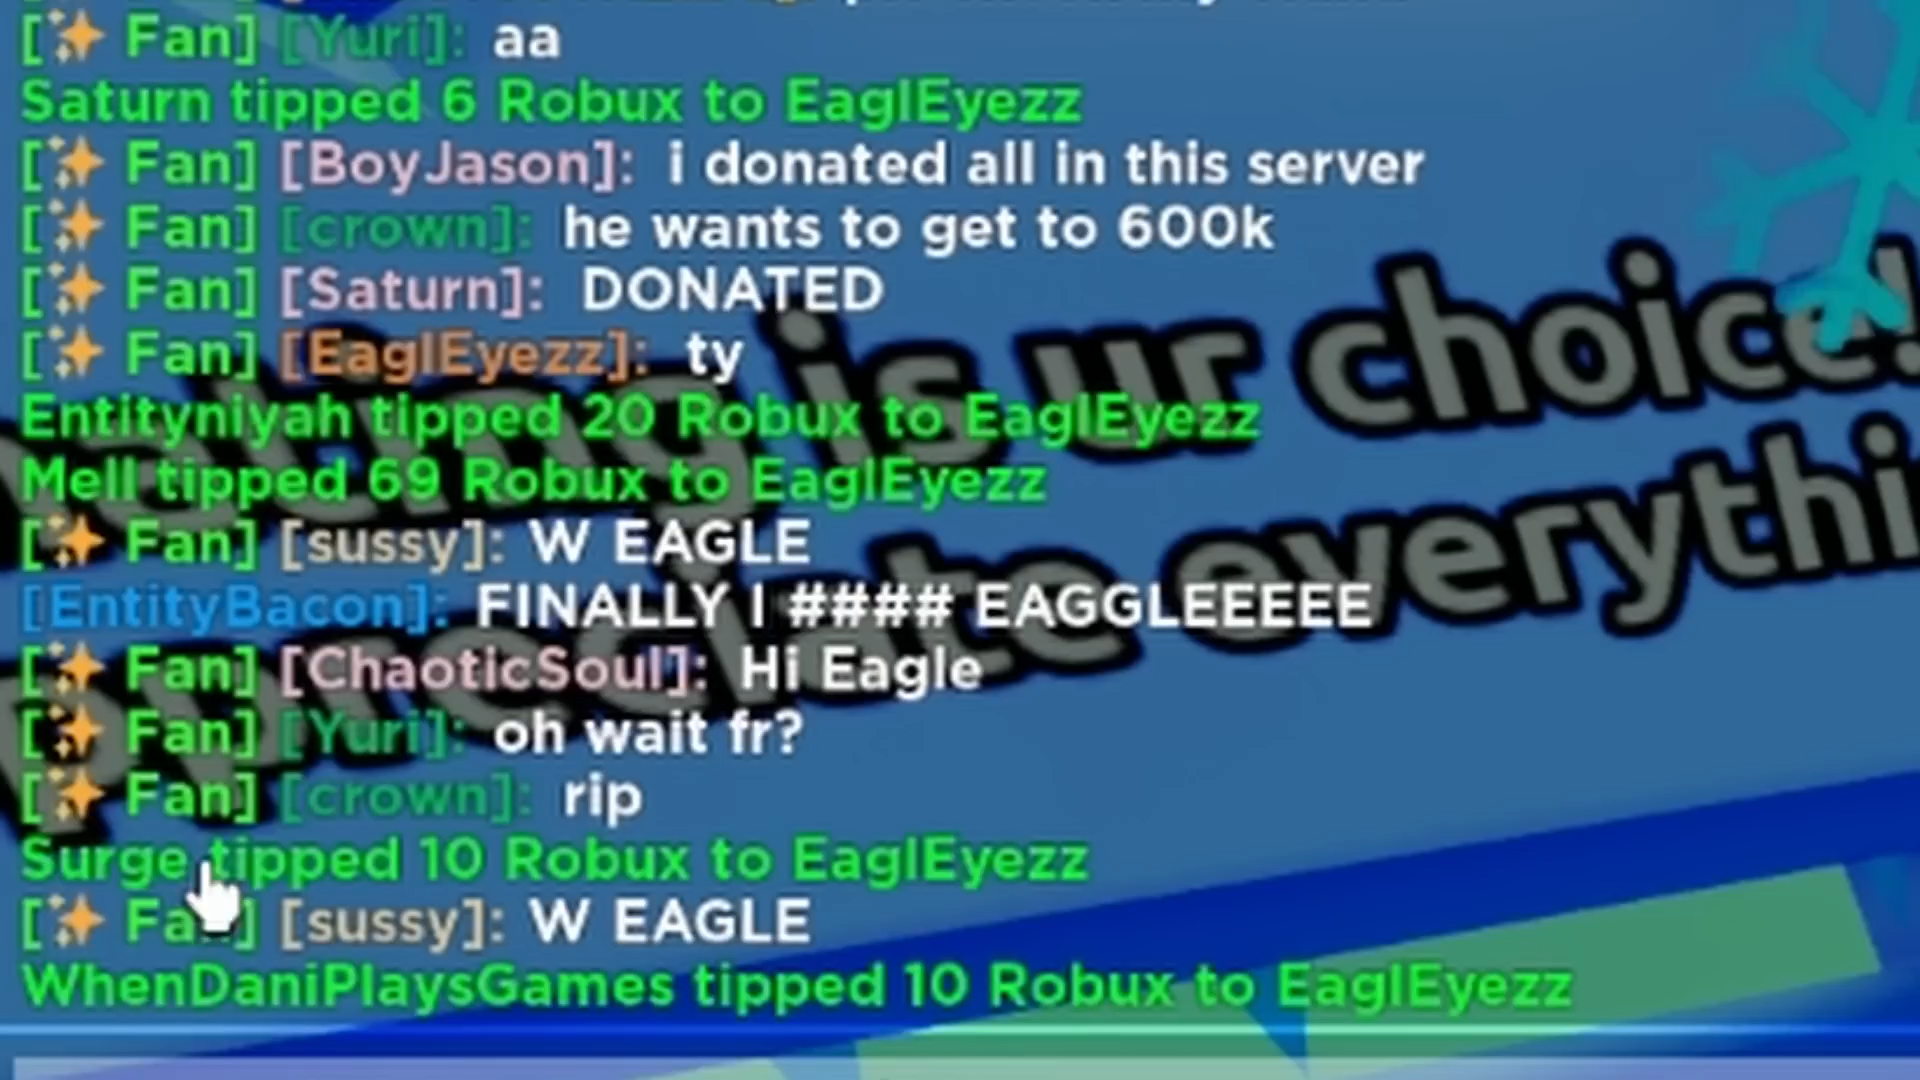 [✨ Fan] [Yuri]: aa
Saturn tipped 6 Robux to EaglEyezz
[✨ Fan] [BoyJason]: i donated all in this server
[✨ Fan] [crown]: he wants to get to 600k
[✨ Fan] [Saturn]: DONATED
[✨ Fan] [EaglEyezz]: ty
Entityniyah tipped 20 Robux to EaglEyezz
Mell tipped 69 Robux to EaglEyezz
[✨ Fan] [sussy]: W EAGLE
[EntityBacon]: FINALLY I #### EAGGLEEEEE
[✨ Fan] [ChaoticSoul]: Hi Eagle
[✨ Fan] [Yuri]: oh wait fr?
[✨ Fan] [crown]: rip
Surge tipped 10 Robux to EaglEyezz
[✨ Fan] [sussy]: W EAGLE
WhenDaniPlaysGames tipped 10 Robux to EaglEyezz
is ur choice!